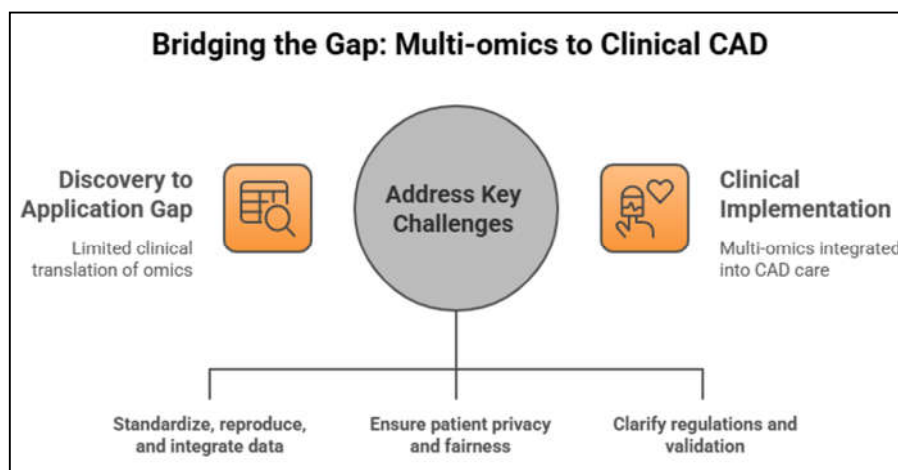 Bridging the Gap: Multi-omics to Clinical CAD
Discovery to
Application Gap
Limited clinical
translation of omics
Address Key
Challenges
Clinical
Implementation
Multi-omics integrated
into CAD care
Standardize, reproduce,
and integrate data
Ensure patient privacy
and fairness
Clarify regulations and
validation